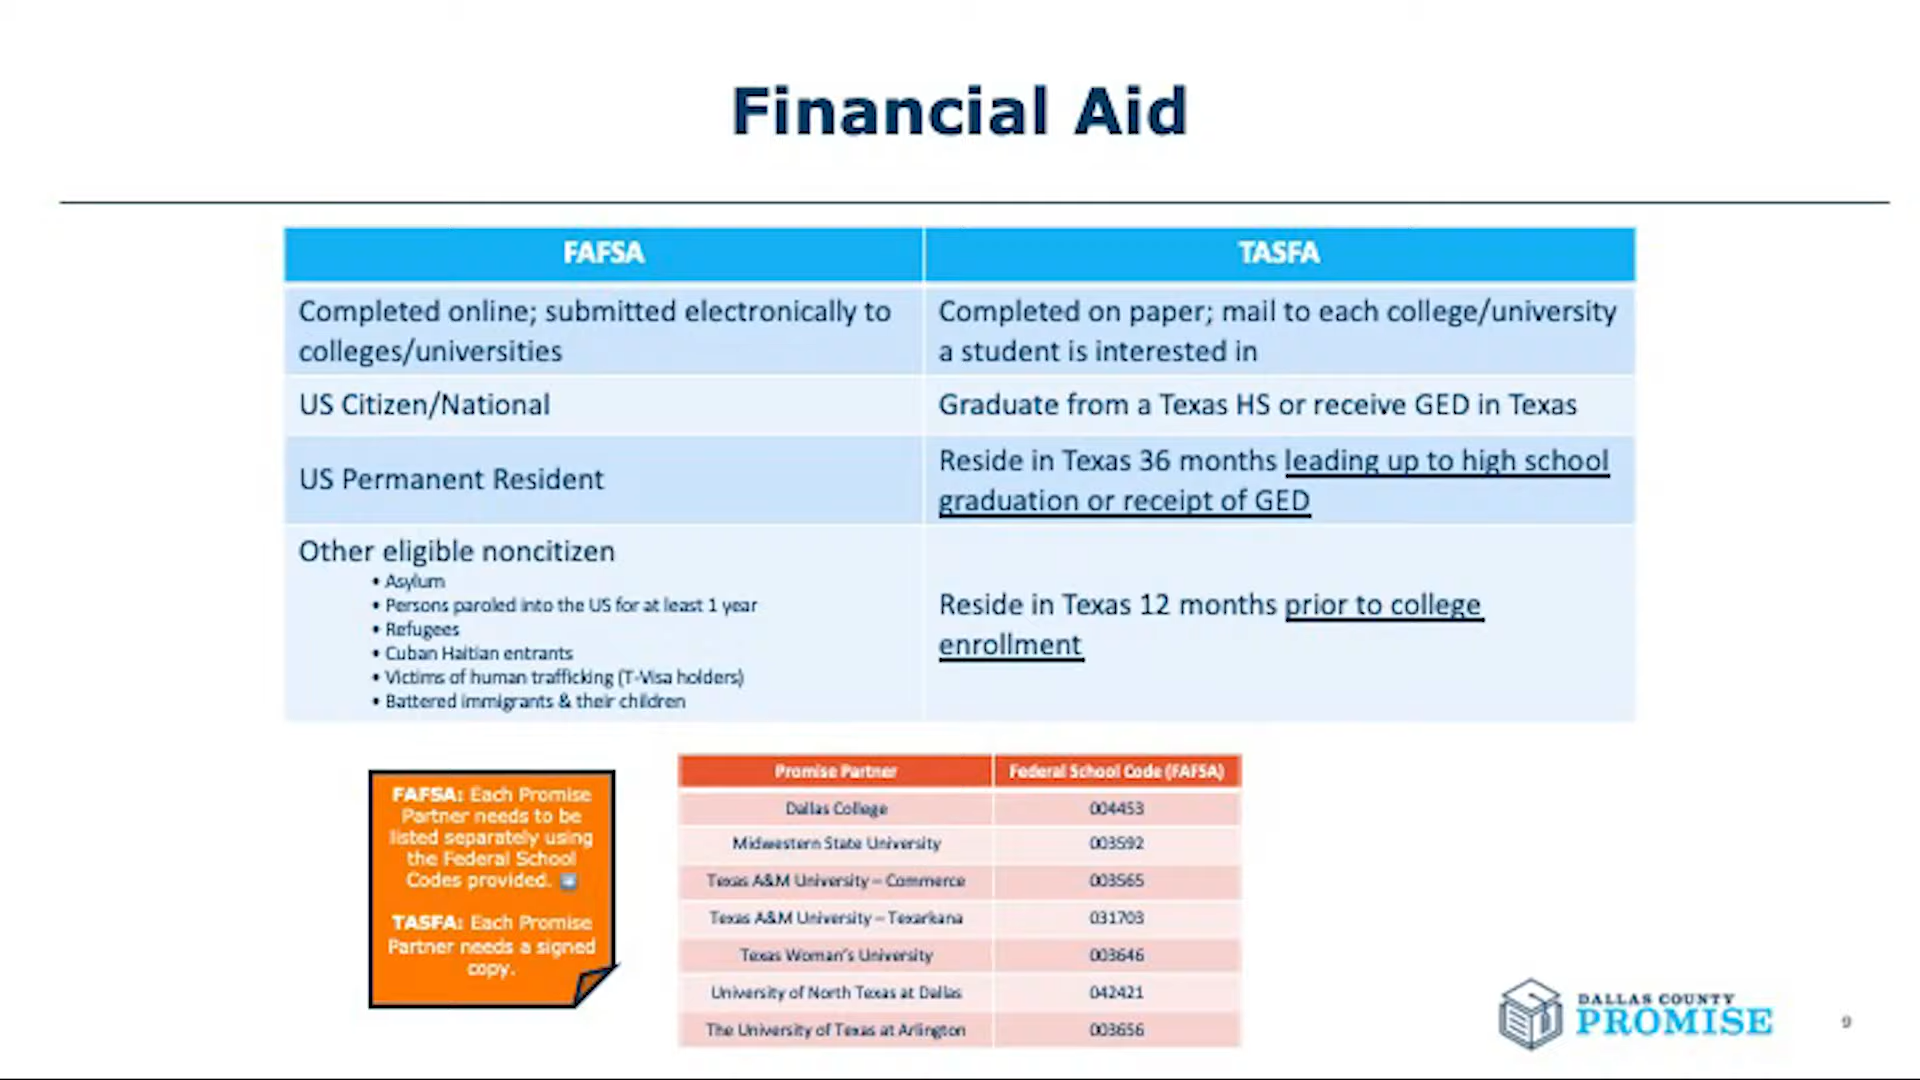 Financial Aid
FAFSA
TASFA
Completed online; submitted electronically to
colleges/universities
Completed on paper; mail to each college/university
a student is interested in
US Citizen/National
Graduate from a Texas HS or receive GED in Texas
US Permanent Resident
Reside in Texas 36 months leading up to high school
graduation or receipt of GED
Other eligible noncitizen
• Asylum
• Persons paroled into the US for at least 1 year
• Refugees
• Cuban Haitian entrants
• Victims of human trafficking (T-Visa holders)
• Battered immigrants & their children
Reside in Texas 12 months prior to college
enrollment
FAFSA: Each Promise
Partner needs to be
listed separately using
the Federal School
Codes provided.
TASFA: Each Promise
Partner needs a signed
copy.
Promise Partner
Federal School Code (FAFSA)
Dallas College
004453
Midwestern State University
003592
Texas A&M University – Commerce
003565
Texas A&M University – Texarkana
031703
Texas Woman's University
003646
University of North Texas at Dallas
042421
The University of Texas at Arlington
003656
DALLAS COUNTY
PROMISE
9